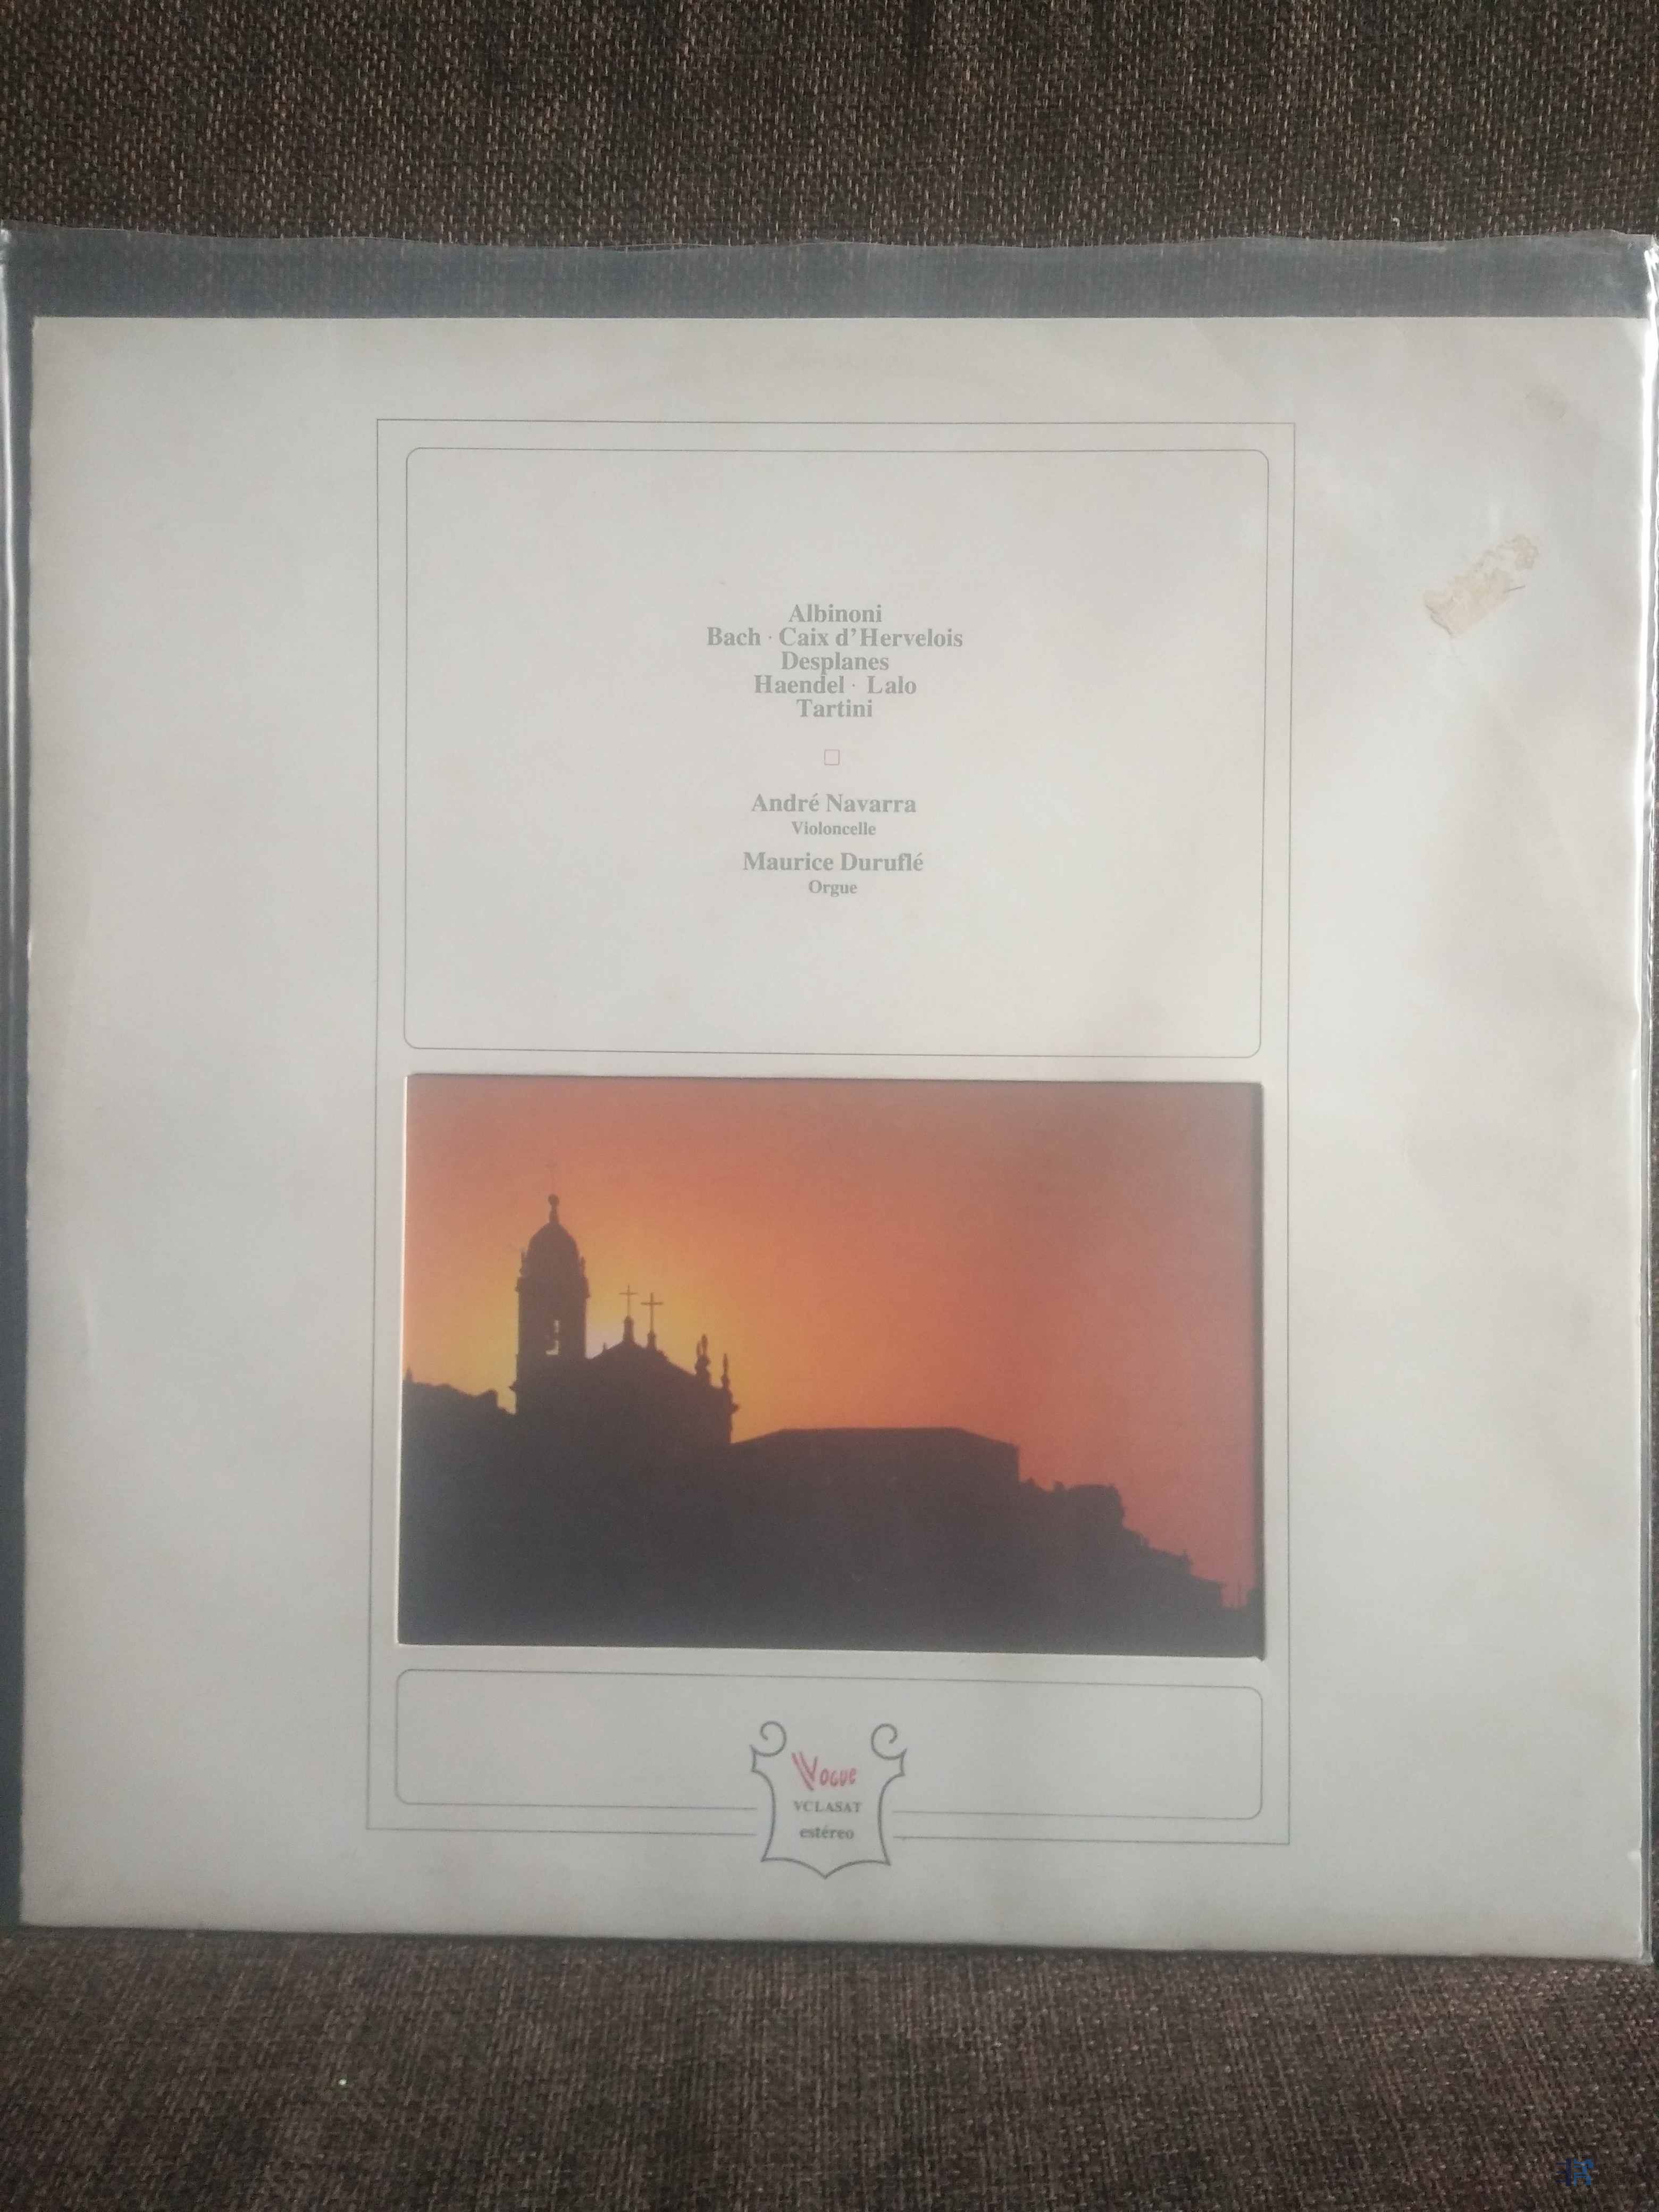 Albinoni
Bach · Caix d'Hervelois
Desplanes
Haendel · Lalo
Tartini
André Navarra
Violoncelle
Maurice Duruflé
Orgue
Vogue
VCLASAT
estéreo